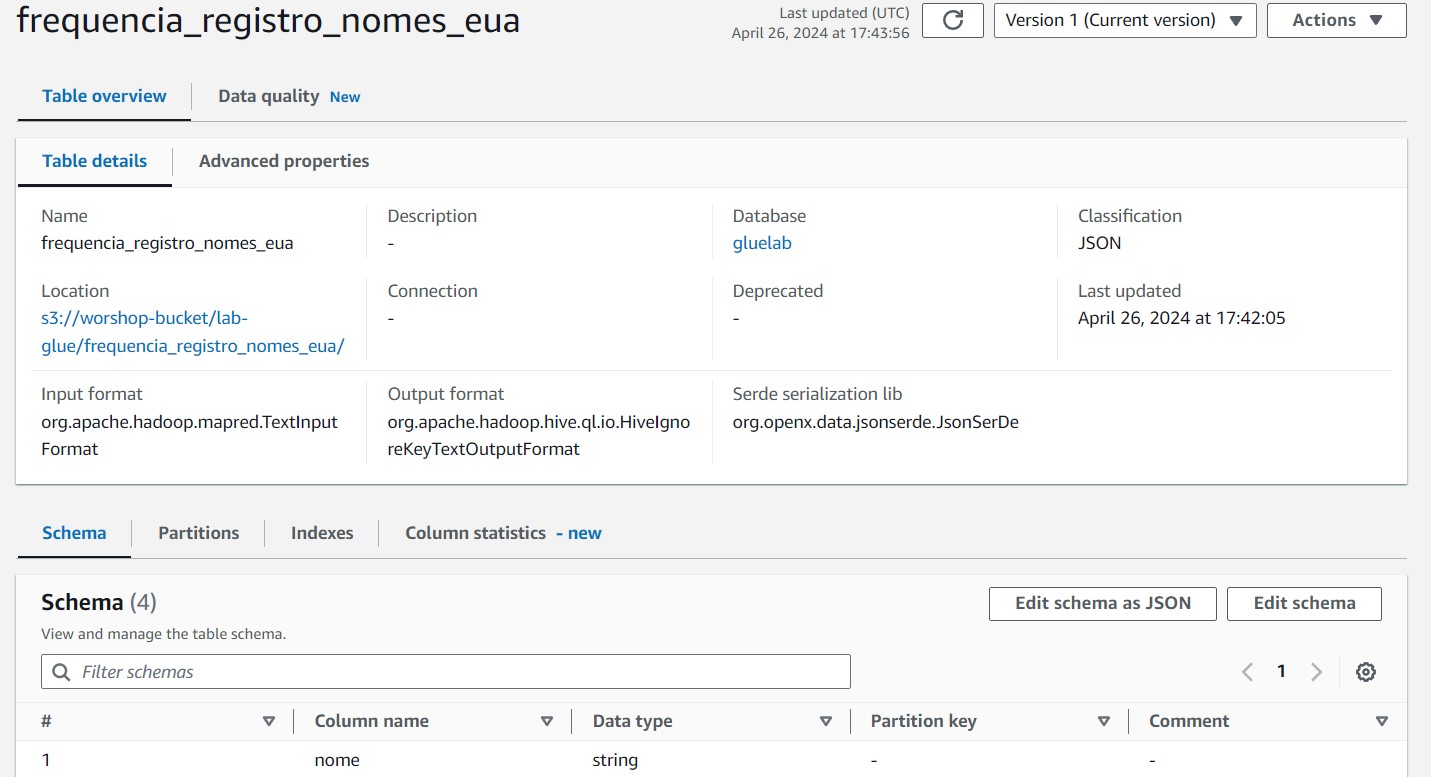 frequencia_registro_nomes_eua
Last updated (UTC)
April 26, 2024 at 17:43:56
Version 1 (Current version)
Actions
Table overview
Data quality New
Table details
Advanced properties
Name
frequencia_registro_nomes_eua
Description
-
Database
gluelab
Classification
JSON
Location
s3://worshop-bucket/lab-
glue/frequencia_registro_nomes_eua/
Connection
-
Deprecated
-
Last updated
April 26, 2024 at 17:42:05
Input format
org.apache.hadoop.mapred.TextInput
Format
Output format
org.apache.hadoop.hive.ql.io.HiveIgno
reKeyTextOutputFormat
Serde serialization lib
org.openx.data.jsonserde.JsonSerDe
Schema
Partitions
Indexes
Column statistics - new
Schema (4)
View and manage the table schema.
Edit schema as JSON
Edit schema
Filter schemas
1
# Column name Data type Partition key Comment
1 nome string - -